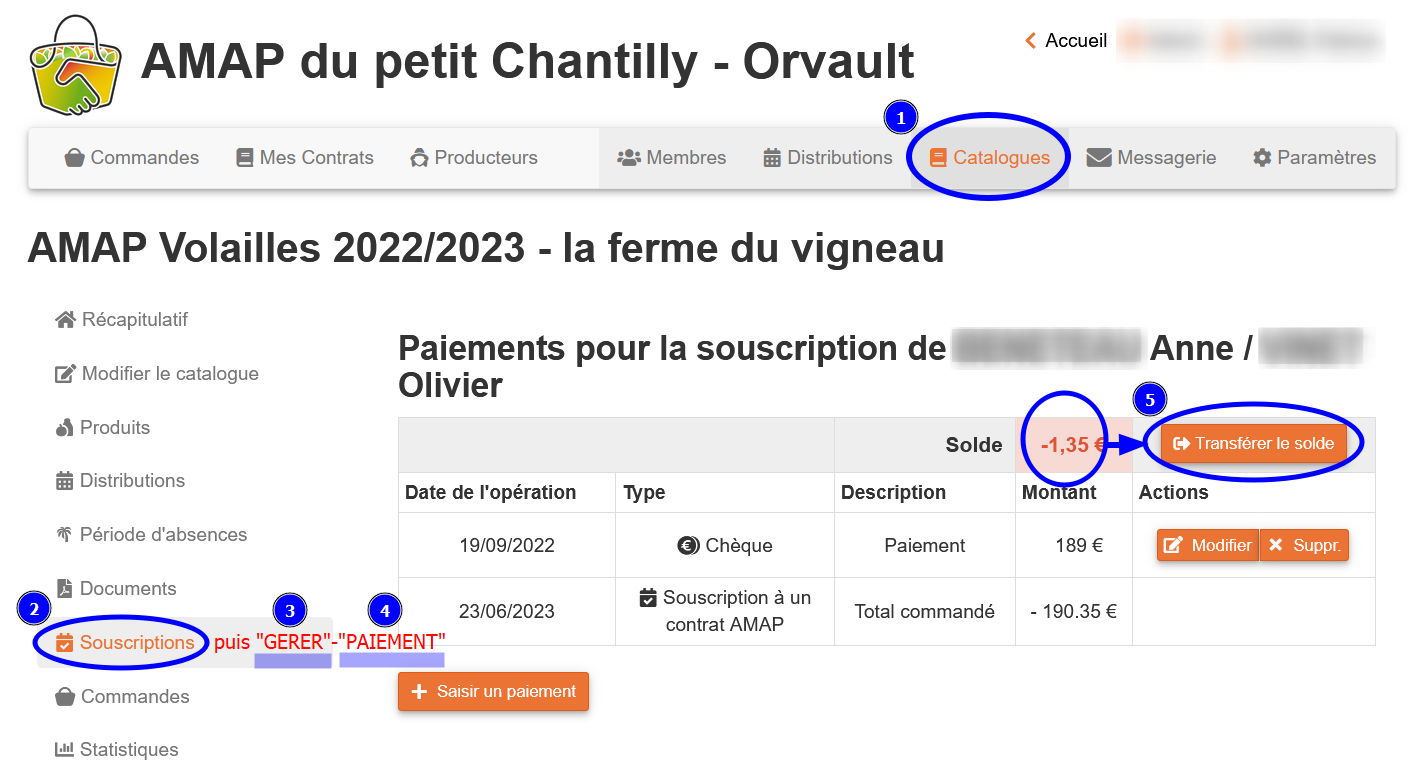 AMAP du petit Chantilly - Orvault
Accueil
1
Commandes Mes Contrats Producteurs Membres Distributions Catalogues Messagerie Paramètres
AMAP Volailles 2022/2023 - la ferme du vigneau
Récapitulatif
Modifier le catalogue
Produits
Distributions
Période d'absences
Documents
2 3 4
Souscriptions puis "GERER"-"PAIEMENT"
Commandes
Statistiques
Paiements pour la souscription de Anne /
Olivier
5
Solde -1,35 € Transférer le solde
Date de l'opération Type Description Montant Actions
19/09/2022 Chèque Paiement 189 € Modifier Suppr.
23/06/2023 Souscription à un contrat AMAP Total commandé - 190.35 €
Saisir un paiement